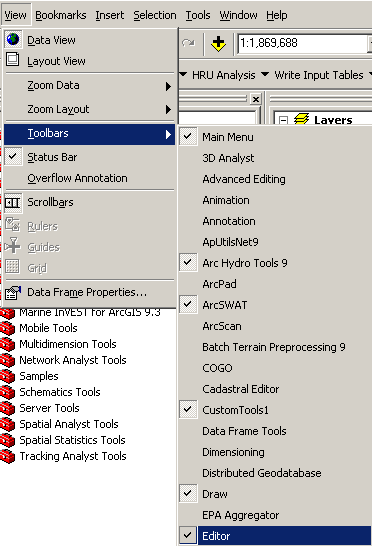 View Bookmarks Insert Selection Tools Window Help
Data View
1:1,869,688
Layout View
Zoom Data
HRU Analysis Write Input Tables
Zoom Layout
Layers
Toolbars
Status Bar
Overflow Annotation
Scrollbars
Rulers
Guides
Grid
Data Frame Properties...
Main Menu
3D Analyst
Advanced Editing
Animation
Annotation
ApUtilsNet9
Arc Hydro Tools 9
ArcPad
ArcSWAT
ArcScan
Batch Terrain Preprocessing 9
COGO
Cadastral Editor
CustomTools1
Data Frame Tools
Dimensioning
Distributed Geodatabase
Draw
EPA Aggregator
Editor
Marine InVEST for ArcGIS 9.3
Mobile Tools
Multidimension Tools
Network Analyst Tools
Samples
Schematics Tools
Server Tools
Spatial Analyst Tools
Spatial Statistics Tools
Tracking Analyst Tools